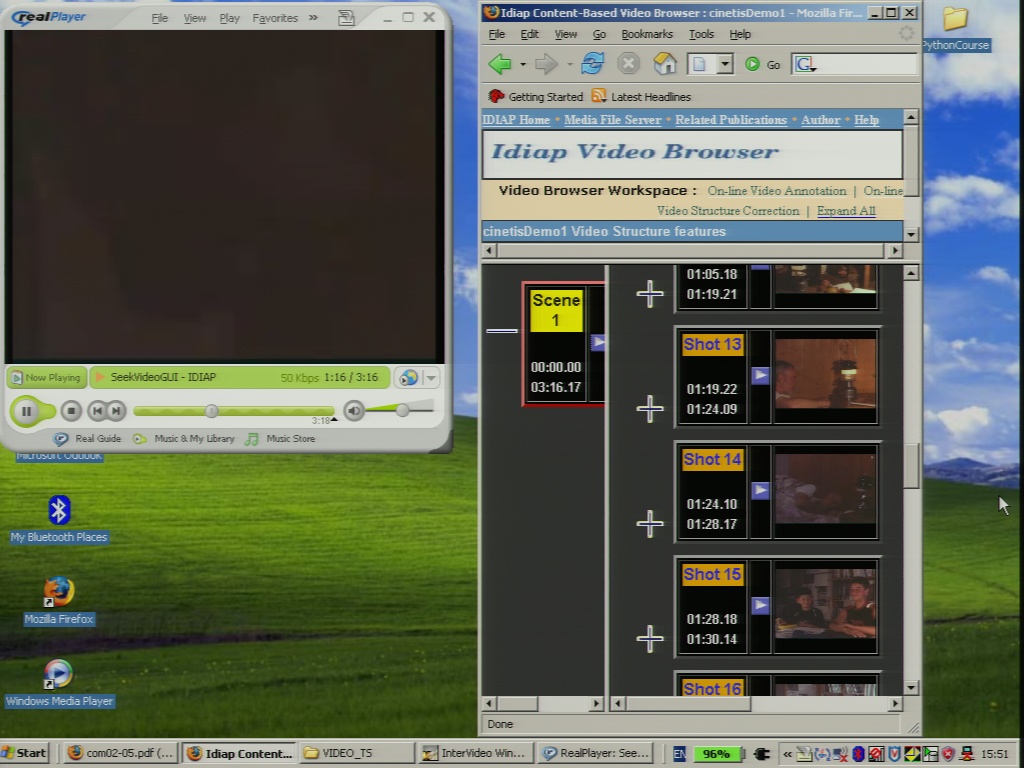 realPlayer File View Play Favorites »
Now Playing SeekVideoGUI - IDIAP 50 Kbps 1:16 / 3:16
3:18
Real Guide Music & My Library Music Store
Microsoft Outlook
My Bluetooth Places
Mozilla Firefox
Windows Media Player
Idiap Content-Based Video Browser : cinetisDemo1 - Mozilla Fir...
File Edit View Go Bookmarks Tools Help
Go G
Getting Started Latest Headlines
IDIAP Home • Media File Server • Related Publications • Author • Help
Idiap Video Browser
Video Browser Workspace : On-line Video Annotation | On-line
Video Structure Correction | Expand All
cinetisDemo1 Video Structure features
Scene
1
00:00.00
03:16.17
01:05.18
01:19.21
Shot 13
01:19.22
01:24.09
Shot 14
01:24.10
01:28.17
Shot 15
01:28.18
01:30.14
Shot 16
Done
PythonCourse
Start com02-05.pdf (... Idiap Content... VIDEO_TS InterVideo Win... RealPlayer: See... EN 96% « 15:51